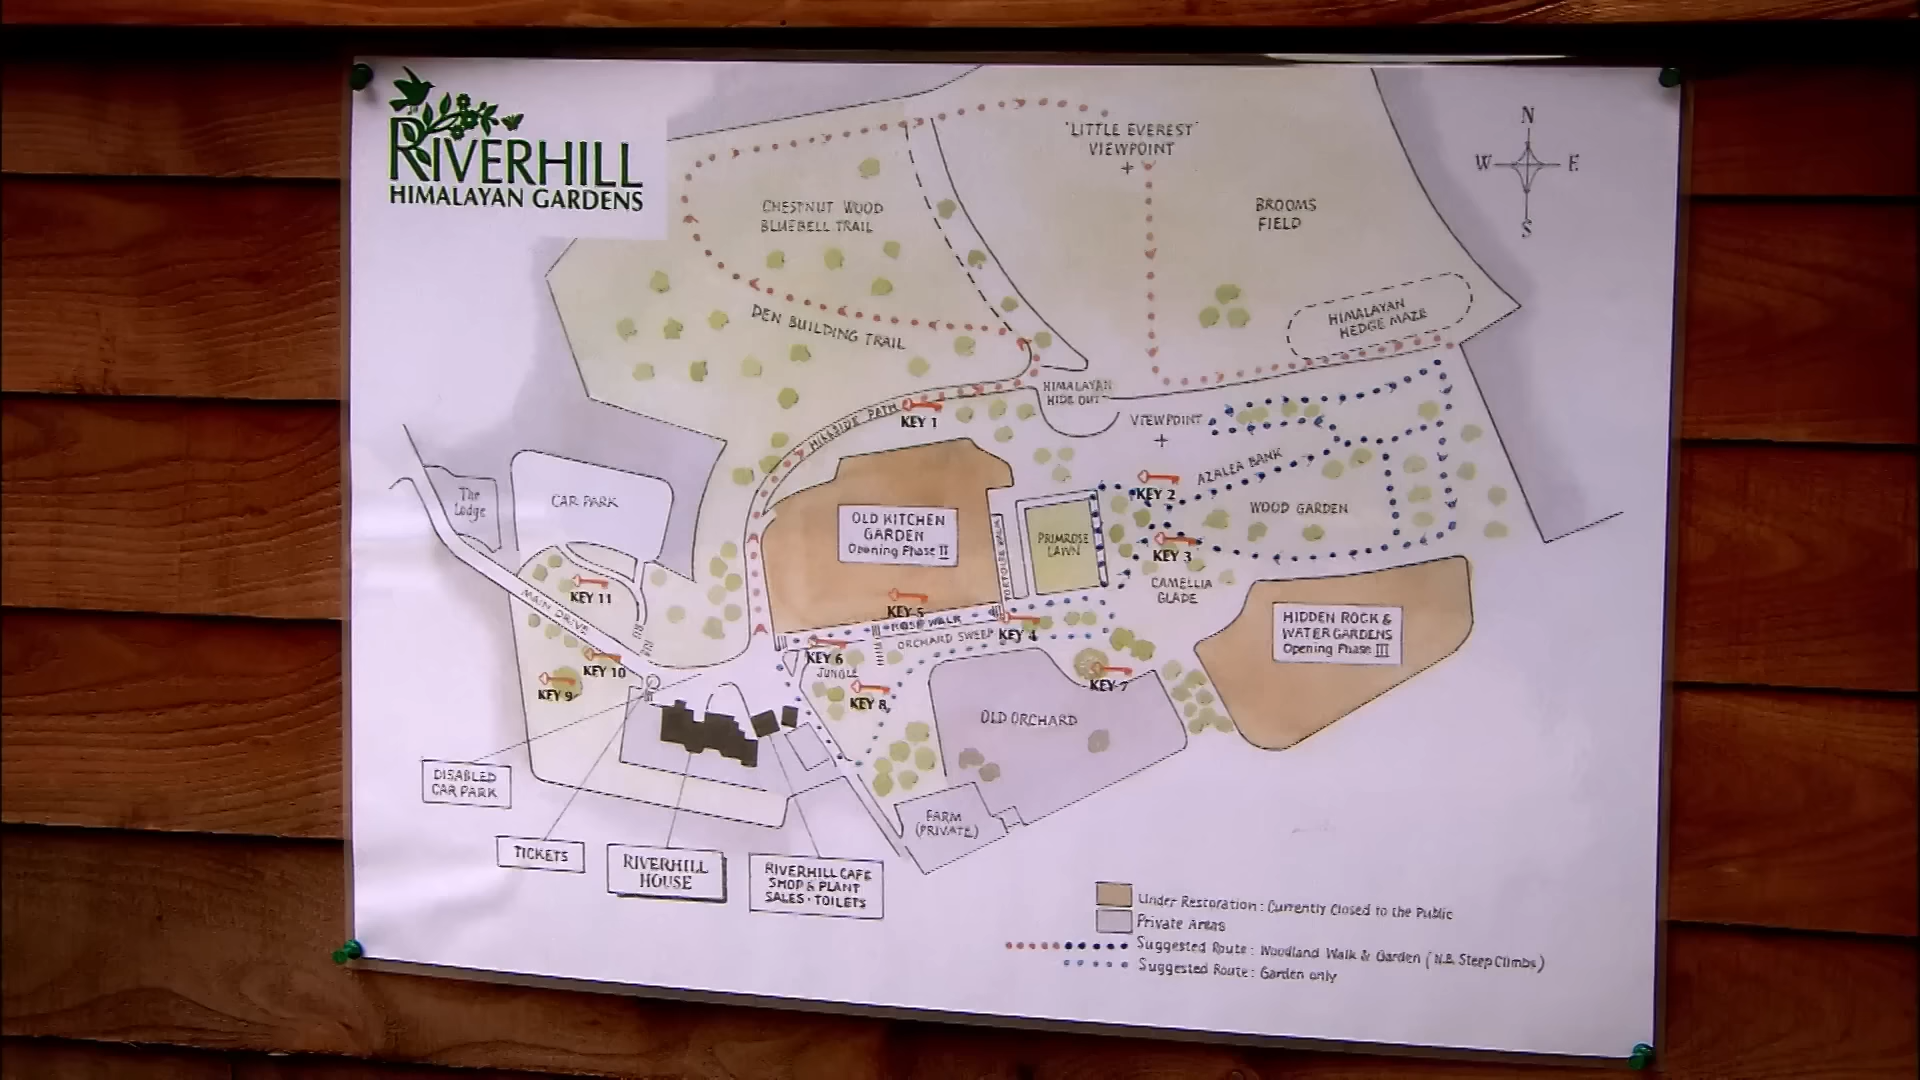 RIVERHILL
HIMALAYAN GARDENS
'LITTLE EVEREST'
VIEWPOINT
N
W E
S
CHESTNUT WOOD
BLUEBELL TRAIL
BROOMS
FIELD
HIMALAYAN
HEDGE MAZE
DEN BUILDING TRAIL
HIMALAYAN
HIDE OUT
HILLSIDE PATH
KEY 1
VIEWPOINT
AZALEA BANK
KEY 2
The
Lodge
CAR PARK
OLD KITCHEN
GARDEN
Opening Phase II
TORTOISE WALK
PRIMROSE
LAWN
WOOD GARDEN
KEY 3
CAMELLIA
GLADE
KEY 11
MAIN DRIVE
KEY 5
ROSE WALK
ORCHARD SWEEP
KEY 4
HIDDEN ROCK &
WATER GARDENS
Opening Phase III
KEY 6
JUNGLE
KEY 10
KEY 9
KEY 8
KEY 7
OLD ORCHARD
DISABLED
CAR PARK
FARM
(PRIVATE)
TICKETS
RIVERHILL
HOUSE
RIVERHILL CAFE
SHOP & PLANT
SALES · TOILETS
Under Restoration : Currently Closed to the Public
Private Areas
Suggested Route : Woodland Walk & Garden (N.B. Steep Climbs)
Suggested Route : Garden only